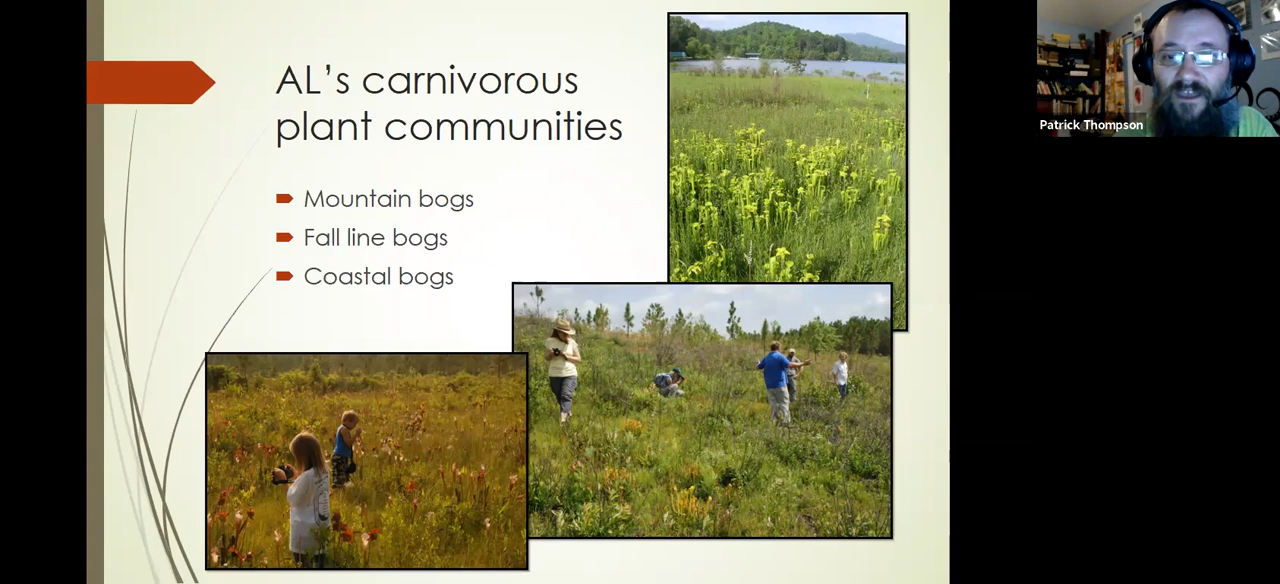 AL’s carnivorous
plant communities
Mountain bogs
Fall line bogs
Coastal bogs
Patrick Thompson